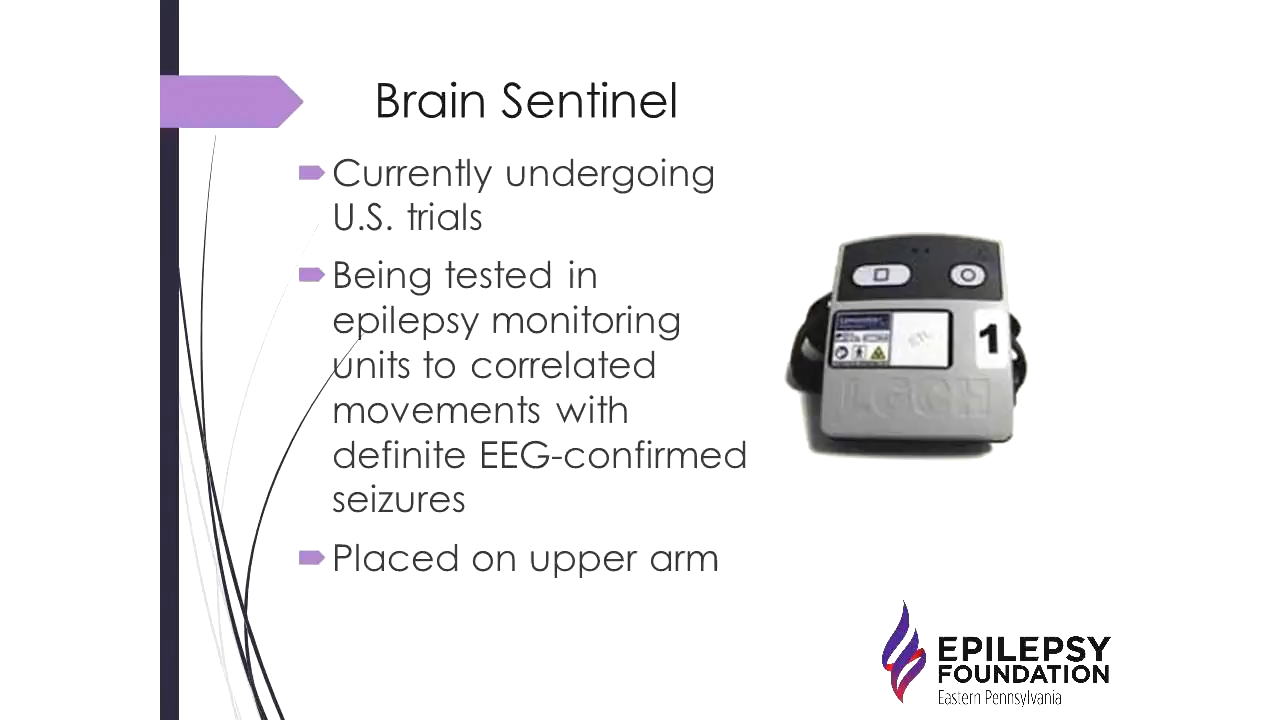 Brain Sentinel
Currently undergoing
U.S. trials
Being tested in
epilepsy monitoring
units to correlated
movements with
definite EEG-confirmed
seizures
Placed on upper arm
1
LGCH
EPILEPSY
FOUNDATION
Eastern Pennsylvania